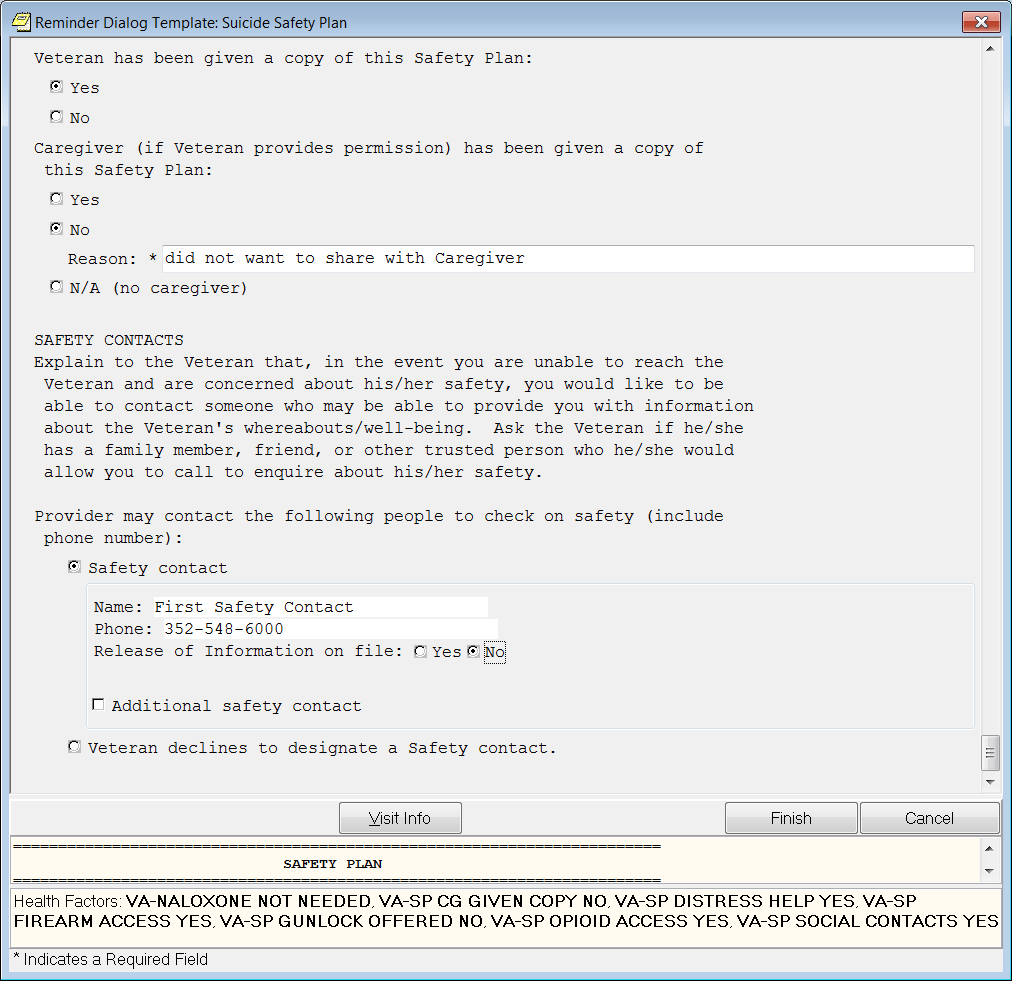 Reminder Dialog Template: Suicide Safety Plan
Veteran has been given a copy of this Safety Plan:
Yes
No
Caregiver (if Veteran provides permission) has been given a copy of
this Safety Plan:
Yes
No
Reason: * did not want to share with Caregiver
N/A (no caregiver)
SAFETY CONTACTS
Explain to the Veteran that, in the event you are unable to reach the
Veteran and are concerned about his/her safety, you would like to be
able to contact someone who may be able to provide you with information
about the Veteran's whereabouts/well-being.  Ask the Veteran if he/she
has a family member, friend, or other trusted person who he/she would
allow you to call to enquire about his/her safety.
Provider may contact the following people to check on safety (include
phone number):
Safety contact
Name: First Safety Contact
Phone: 352-548-6000
Release of Information on file: Yes No
Additional safety contact
Veteran declines to designate a Safety contact.
Visit Info Finish Cancel
SAFETY PLAN
Health Factors: VA-NALOXONE NOT NEEDED, VA-SP CG GIVEN COPY NO, VA-SP DISTRESS HELP YES, VA-SP
FIREARM ACCESS YES, VA-SP GUNLOCK OFFERED NO, VA-SP OPIOID ACCESS YES, VA-SP SOCIAL CONTACTS YES
* Indicates a Required Field